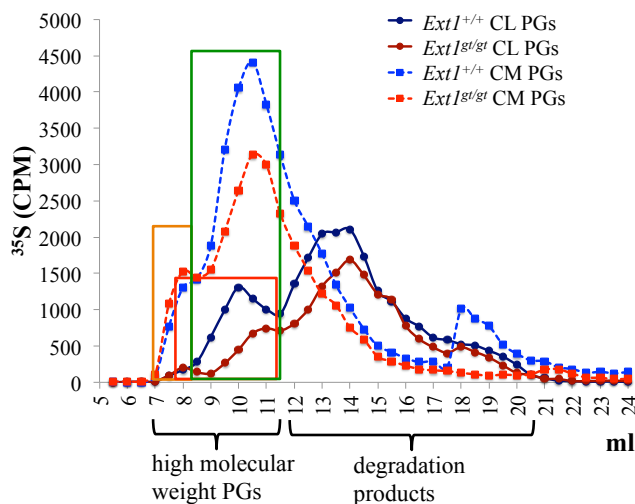 5000
4500
4000
3500
3000
2500
2000
1500
1000
500
0
³⁵S (CPM)
Ext1+/+ CL PGs
Ext1gt/gt CL PGs
Ext1+/+ CM PGs
Ext1gt/gt CM PGs
5 6 7 8 9 10 11 12 13 14 15 16 17 18 19 20 21 22 23 24
ml
high molecular
weight PGs
degradation
products